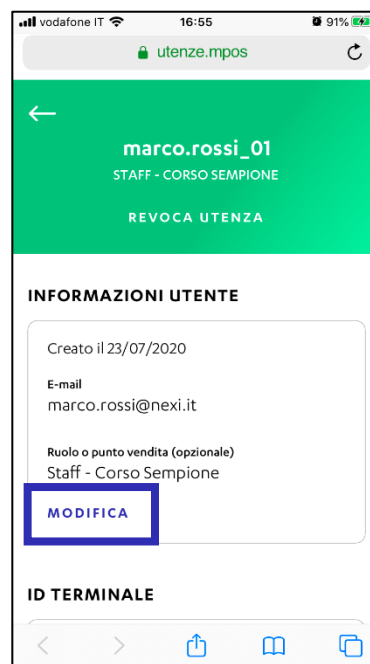 vodafone IT 16:55 91%
utenze.mpos
marco.rossi_01
STAFF - CORSO SEMPIONE
REVOCA UTENZA
INFORMAZIONI UTENTE
Creato il 23/07/2020
E-mail
marco.rossi@nexi.it
Ruolo o punto vendita (opzionale)
Staff - Corso Sempione
MODIFICA
ID TERMINALE